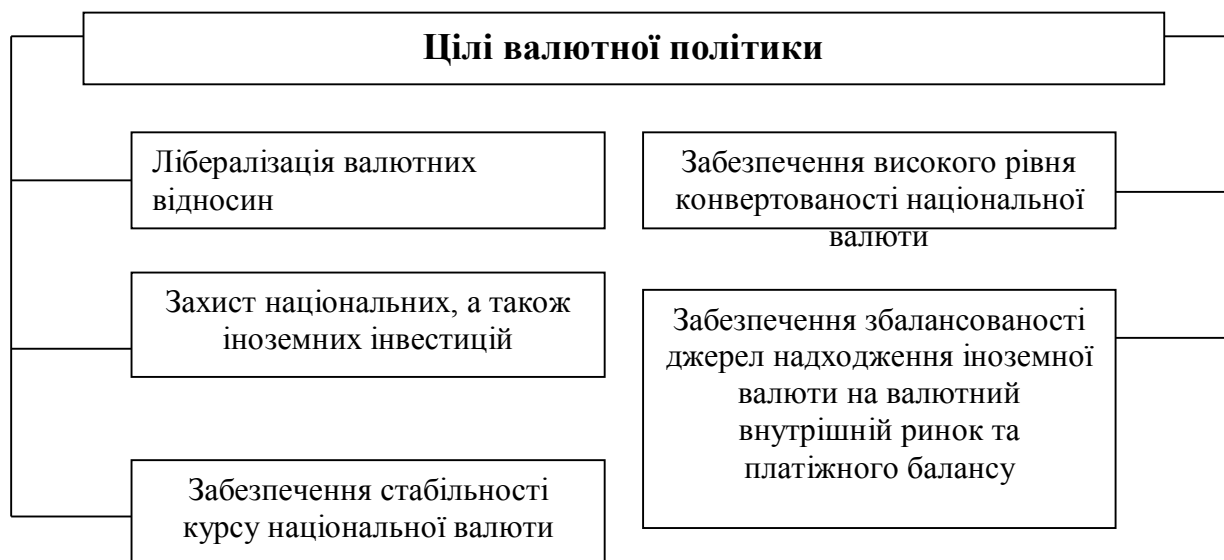 Цілі валютної політики
Лібералізація валютних
відносин
Забезпечення високого рівня
конвертованості національної
валюти
Захист національних, а також
іноземних інвестицій
Забезпечення збалансованості
джерел надходження іноземної
валюти на валютний
внутрішній ринок та
платіжного балансу
Забезпечення стабільності
курсу національної валюти